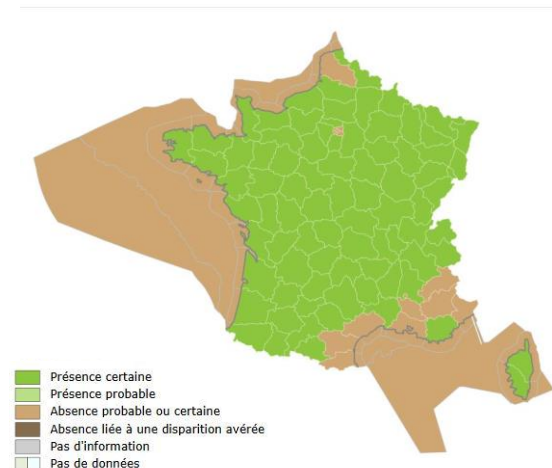 Présence certaine
Présence probable
Absence probable ou certaine
Absence liée à une disparition avérée
Pas d'information
Pas de données